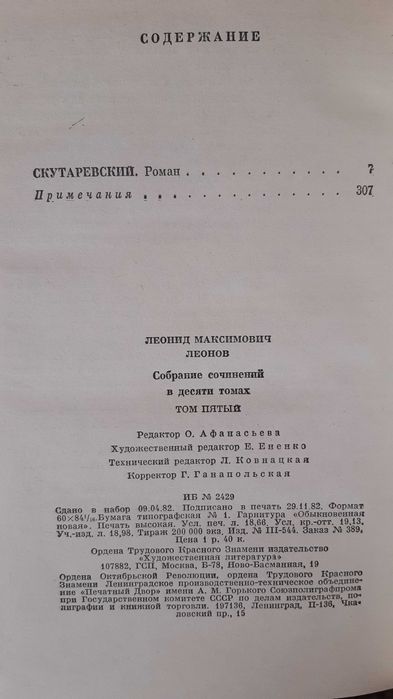 СОДЕРЖАНИЕ
СКУТАРЕВСКИЙ. Роман . . . . . . . . . . . 7
Примечания . . . . . . . . . . . . . . 307
ЛЕОНИД МАКСИМОВИЧ
ЛЕОНОВ
Собрание сочинений
в десяти томах
ТОМ ПЯТЫЙ
Редактор О. Афанасьева
Художественный редактор Е. Ененко
Технический редактор Л. Ковнацкая
Корректор Г. Ганапольская
ИБ № 2429
Сдано в набор 09.04.82. Подписано в печать 29.11.82. Формат
60×84¹/₁₆. Бумага типографская № 1. Гарнитура «Обыкновенная
новая». Печать высокая. Усл. печ. л. 18,66. Усл. кр.-отт. 19,13.
Уч.-изд. л. 18,98. Тираж 200 000 экз. Изд. № III-544. Заказ № 389.
Цена 1 р. 40 к.
Ордена Трудового Красного Знамени издательство
«Художественная литература»
107882, ГСП, Москва, Б-78, Ново-Басманная, 19
Ордена Октябрьской Революции, ордена Трудового Красного
Знамени Ленинградское производственно-техническое объедине-
ние «Печатный Двор» имени А. М. Горького Союзполиграфпрома
при Государственном комитете СССР по делам издательств, по-
лиграфии и книжной торговли. 197136, Ленинград, П-136, Чка-
ловский пр., 15